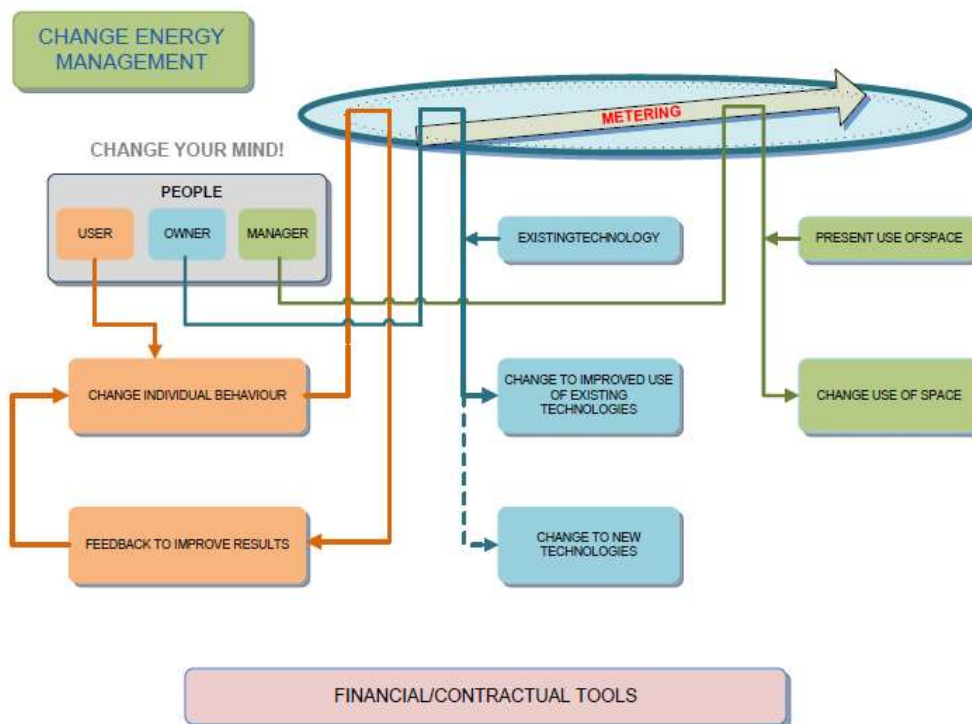 CHANGE ENERGY
MANAGEMENT
METERING
CHANGE YOUR MIND!
PEOPLE
USER
OWNER
MANAGER
EXISTINGTECHNOLOGY
PRESENT USE OFSPACE
CHANGE INDIVIDUAL BEHAVIOUR
CHANGE TO IMPROVED USE
OF EXISTING
TECHNOLOGIES
CHANGE USE OF SPACE
FEEDBACK TO IMPROVE RESULTS
CHANGE TO NEW
TECHNOLOGIES
FINANCIAL/CONTRACTUAL TOOLS